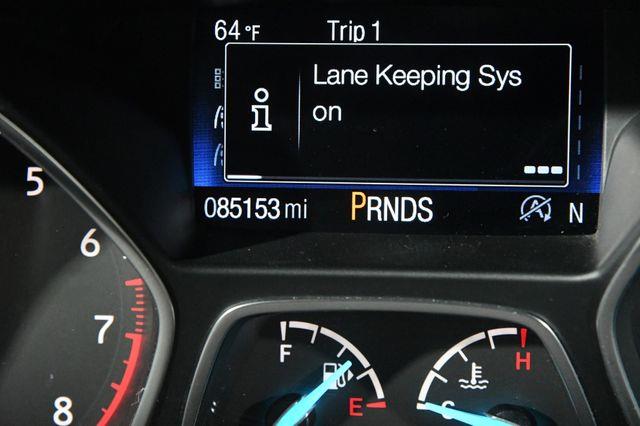 64°F Trip 1
Lane Keeping Sys
on
085153 mi PRNDS A N
5
6
7
8
F E
C H